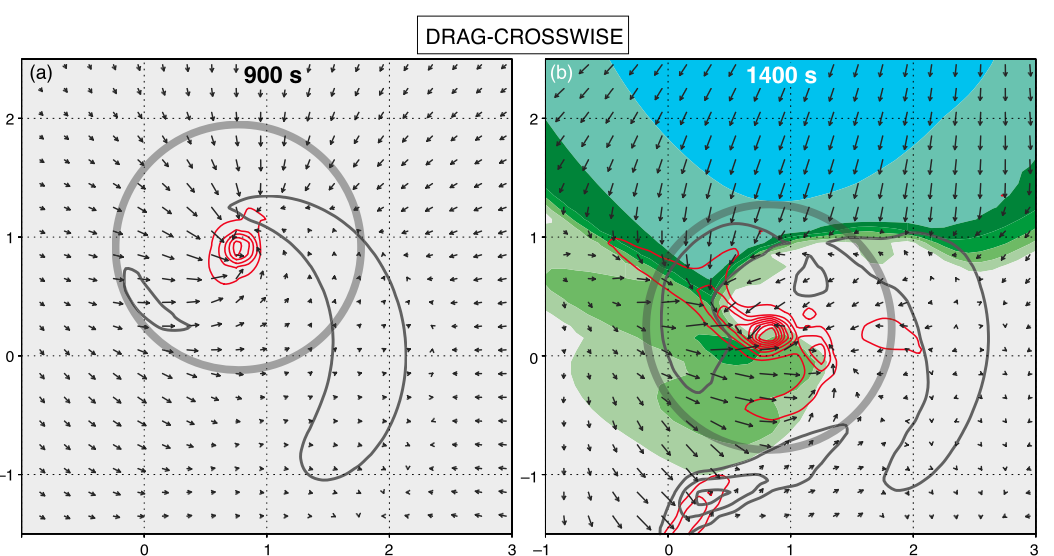 DRAG-CROSSWISE
(a) 900 s
(b) 1400 s
2 2
1 1
0 0
−1 −1
0 1 2 3 −1 0 1 2 3